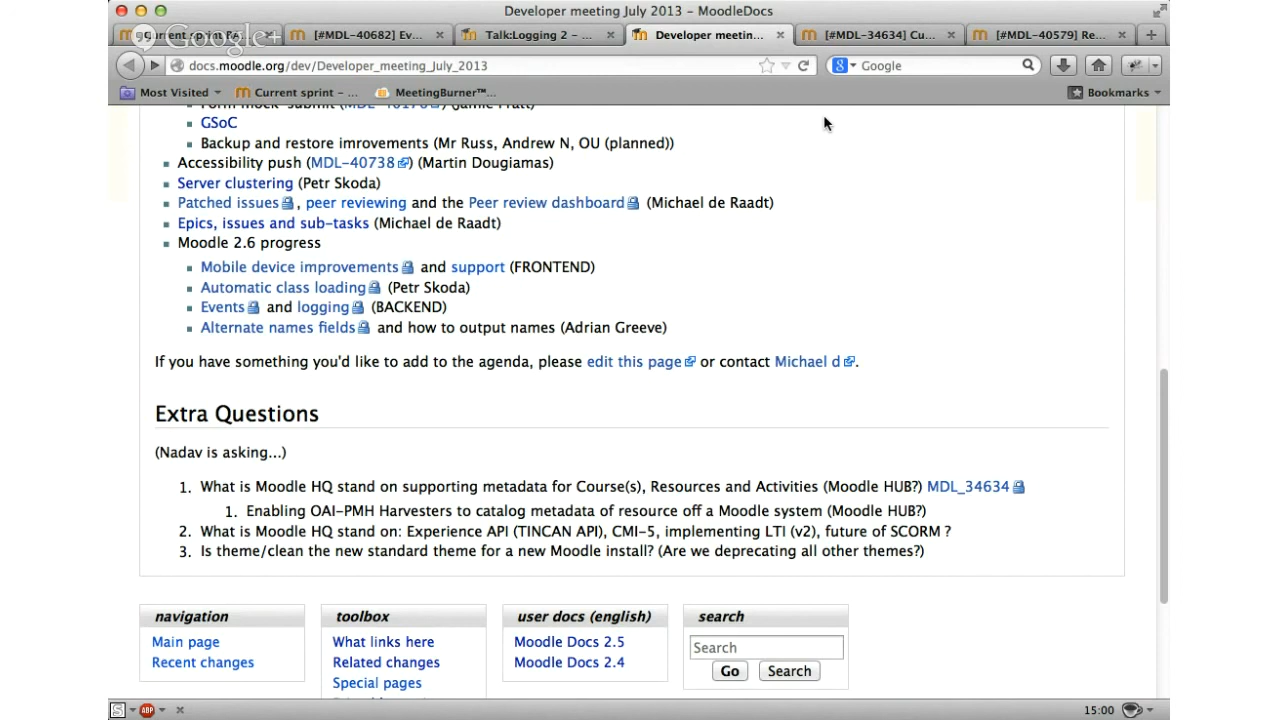 Developer meeting July 2013 – MoodleDocs
Google+
[#MDL-40682] Ev...
Talk:Logging 2 – ...
Developer meetin...
[#MDL-34634] Cu...
[#MDL-40579] Re...
docs.moodle.org/dev/Developer_meeting_July_2013
Google
Most Visited
Current sprint – ...
MeetingBurner™...
Bookmarks
GSoC
Backup and restore imrovements (Mr Russ, Andrew N, OU (planned))
Accessibility push (MDL-40738) (Martin Dougiamas)
Server clustering (Petr Skoda)
Patched issues, peer reviewing and the Peer review dashboard (Michael de Raadt)
Epics, issues and sub-tasks (Michael de Raadt)
Moodle 2.6 progress
Mobile device improvements and support (FRONTEND)
Automatic class loading (Petr Skoda)
Events and logging (BACKEND)
Alternate names fields and how to output names (Adrian Greeve)
If you have something you'd like to add to the agenda, please edit this page or contact Michael d.
Extra Questions
(Nadav is asking...)
1. What is Moodle HQ stand on supporting metadata for Course(s), Resources and Activities (Moodle HUB?) MDL_34634
1. Enabling OAI-PMH Harvesters to catalog metadata of resource off a Moodle system (Moodle HUB?)
2. What is Moodle HQ stand on: Experience API (TINCAN API), CMI-5, implementing LTI (v2), future of SCORM ?
3. Is theme/clean the new standard theme for a new Moodle install? (Are we deprecating all other themes?)
navigation
Main page
Recent changes
toolbox
What links here
Related changes
Special pages
user docs (english)
Moodle Docs 2.5
Moodle Docs 2.4
search
Search
Go Search
ABP
15:00